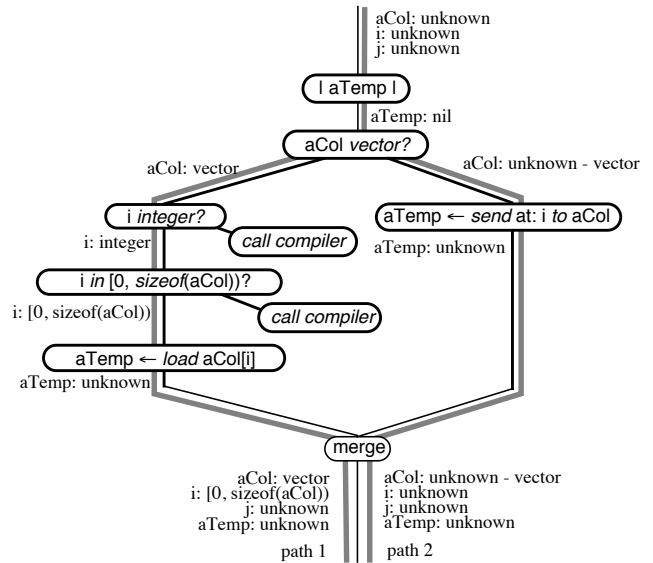 aCol: unknown
i: unknown
j: unknown
| aTemp |
aTemp: nil
aCol vector?
aCol: vector
aCol: unknown - vector
i integer?
aTemp ← send at: i to aCol
i: integer
call compiler
aTemp: unknown
i in [0, sizeof(aCol))?
i: [0, sizeof(aCol))
call compiler
aTemp ← load aCol[i]
aTemp: unknown
merge
aCol: vector
i: [0, sizeof(aCol))
j: unknown
aTemp: unknown
path 1
aCol: unknown - vector
i: unknown
j: unknown
aTemp: unknown
path 2